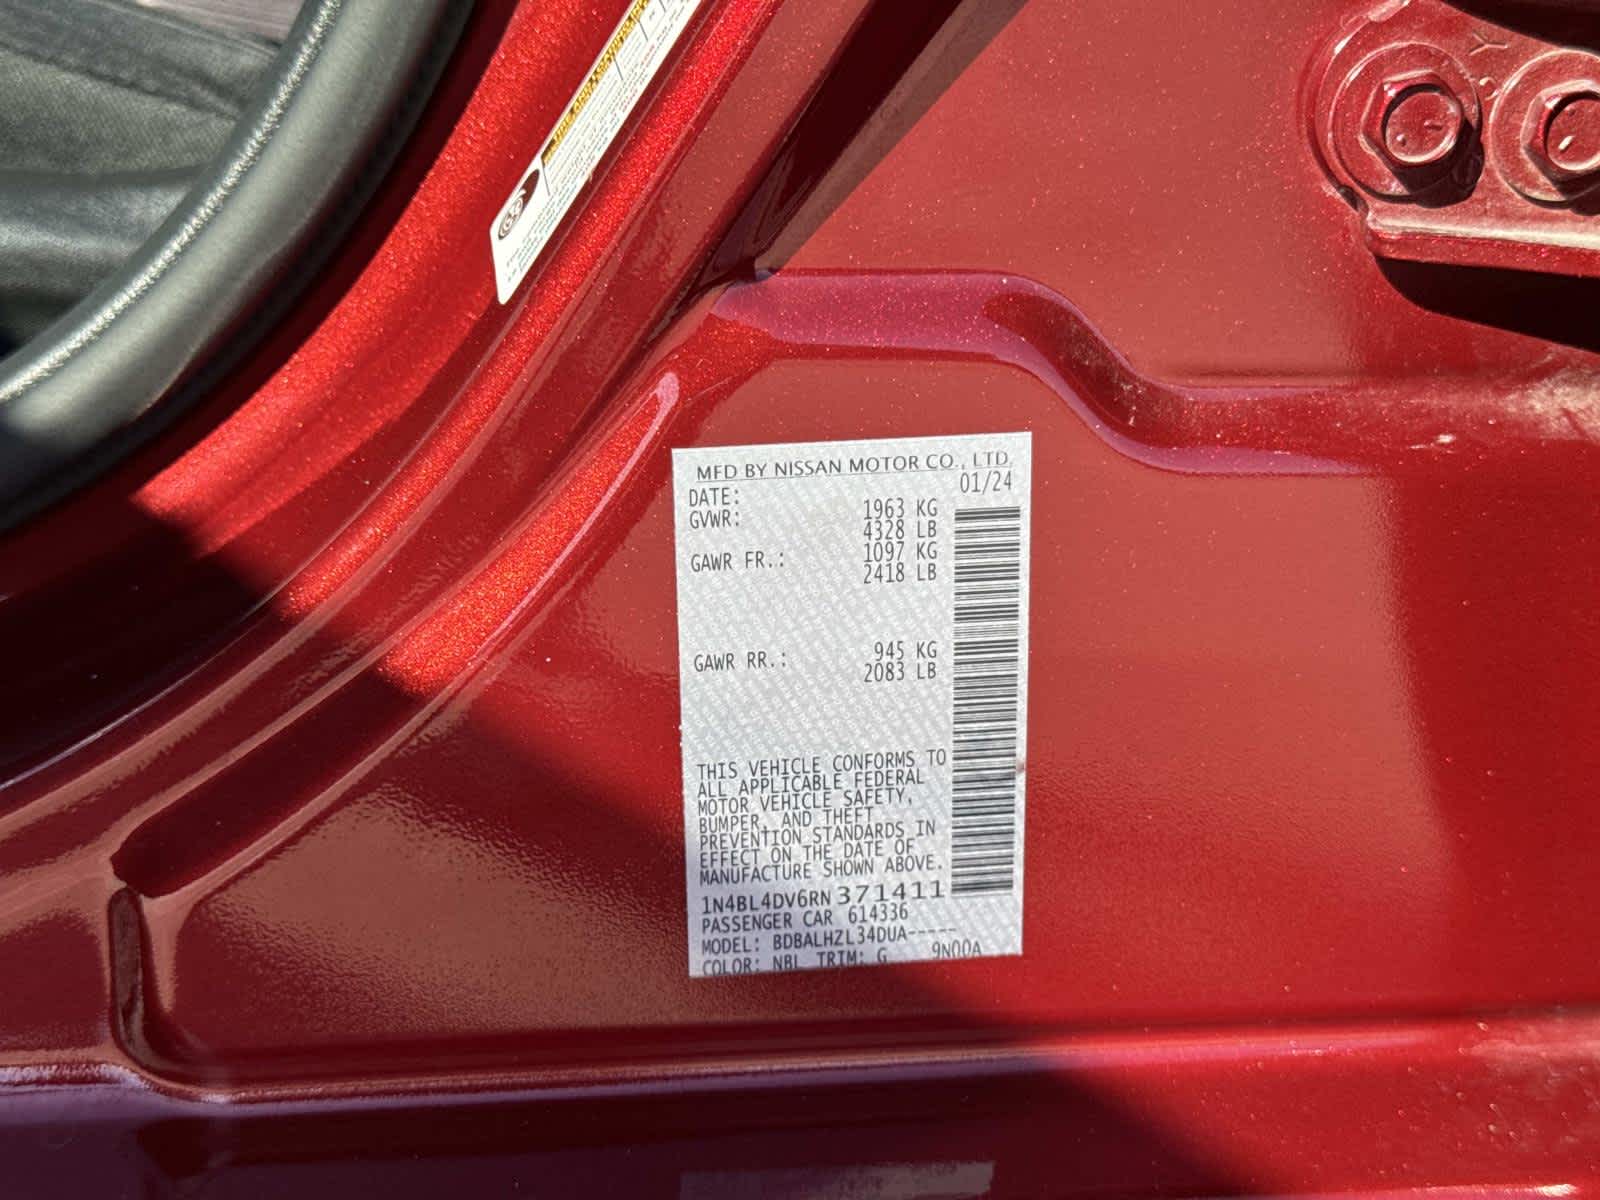 MFD BY NISSAN MOTOR CO., LTD.
DATE: 01/24
GVWR: 1963 KG
4328 LB
GAWR FR.: 1097 KG
2418 LB
GAWR RR.: 945 KG
2083 LB
THIS VEHICLE CONFORMS TO
ALL APPLICABLE FEDERAL
MOTOR VEHICLE SAFETY,
BUMPER, AND THEFT
PREVENTION STANDARDS IN
EFFECT ON THE DATE OF
MANUFACTURE SHOWN ABOVE.
1N4BL4DV6RN371411
PASSENGER CAR 614336
MODEL: BDBALHZL34DUA-----
COLOR: NBL TRIM: G 9N00A